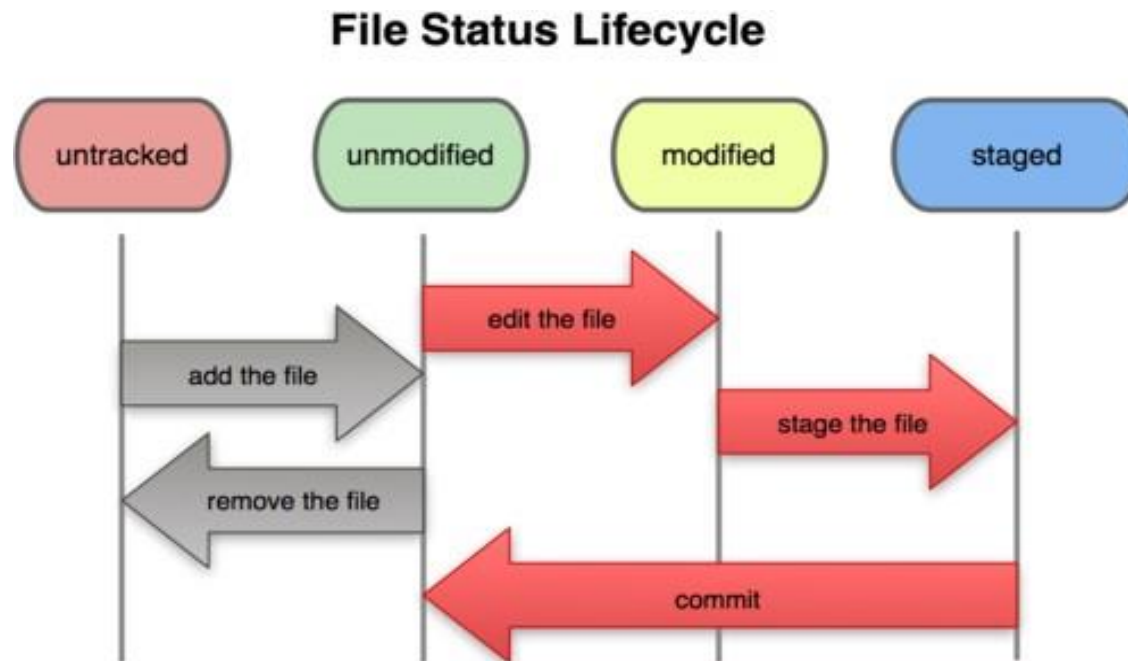 File Status Lifecycle
untracked
unmodified
modified
staged
edit the file
add the file
stage the file
remove the file
commit